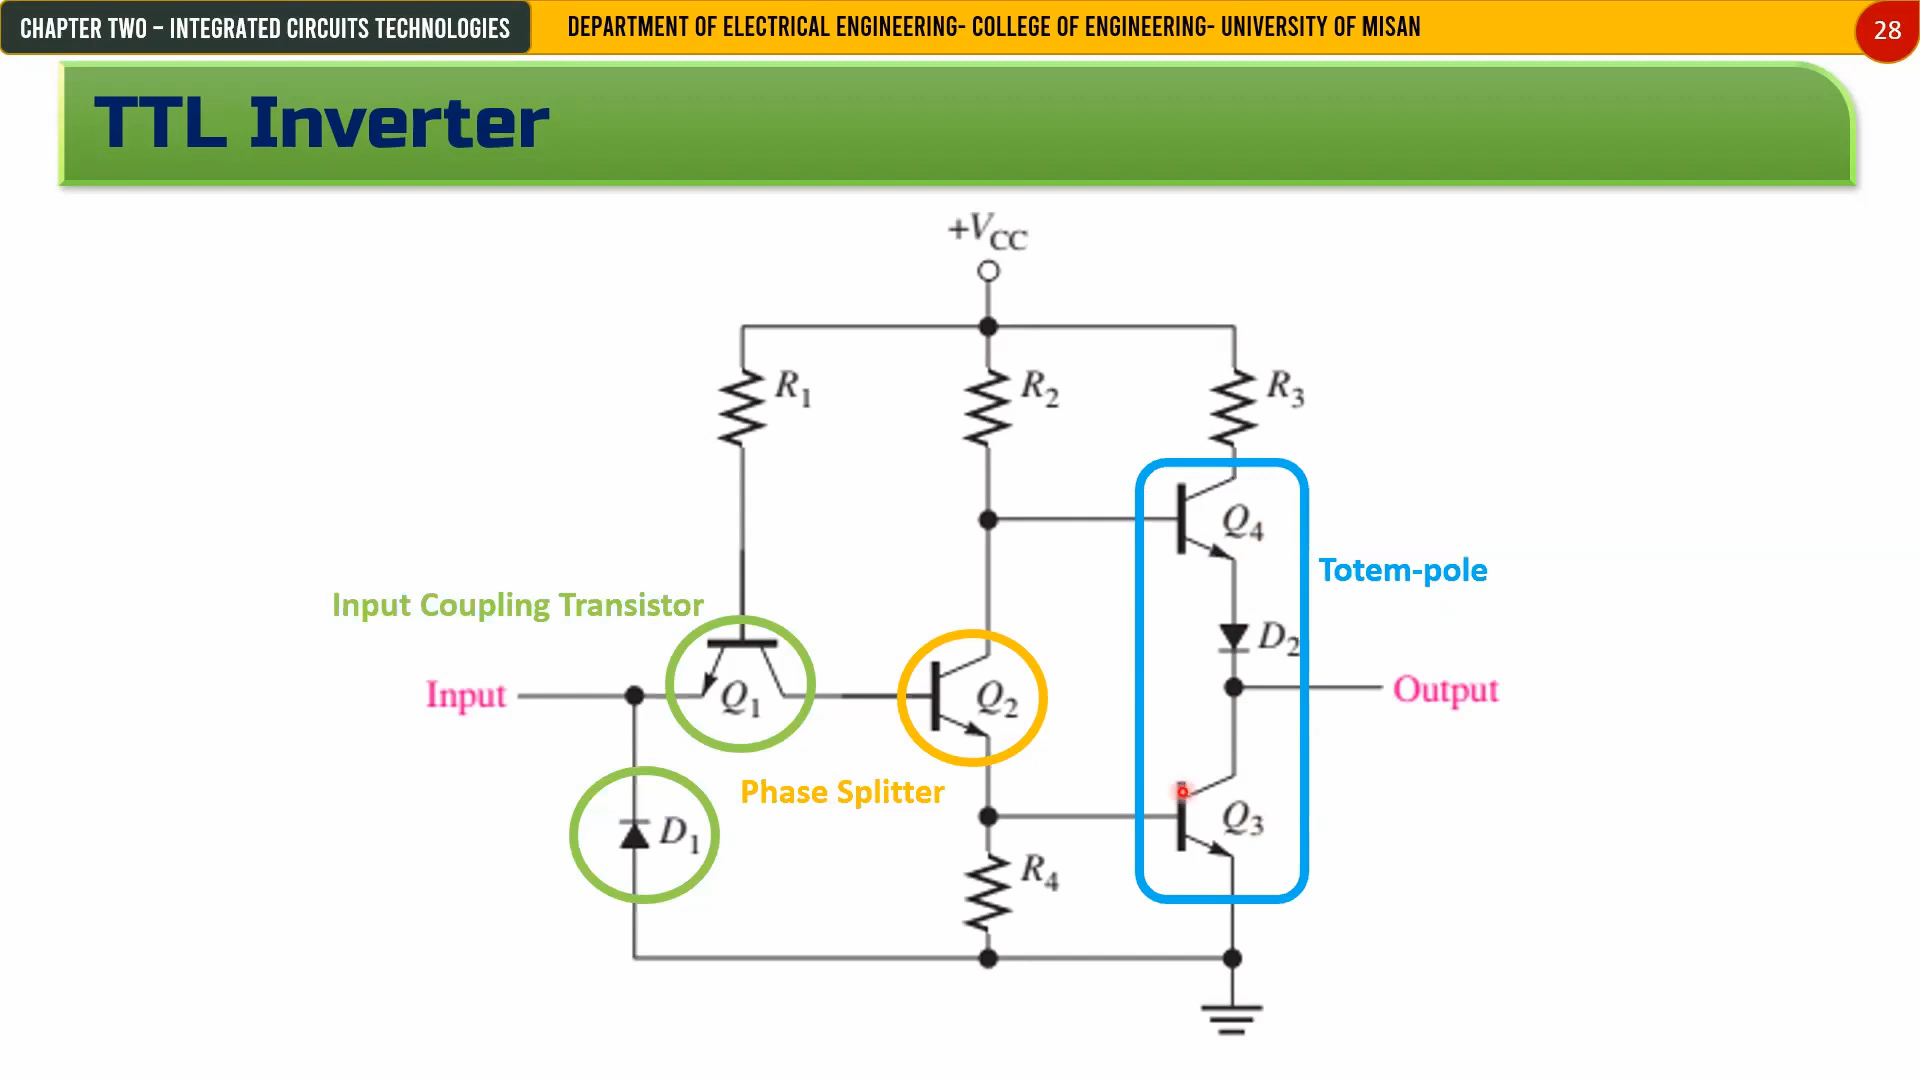 CHAPTER TWO – INTEGRATED CIRCUITS TECHNOLOGIES
DEPARTMENT OF ELECTRICAL ENGINEERING- COLLEGE OF ENGINEERING- UNIVERSITY OF MISAN
28
TTL Inverter
+VCC
R1
R2
R3
Q4
Totem-pole
Input Coupling Transistor
D2
Input
Q1
Q2
Output
Phase Splitter
D1
Q3
R4